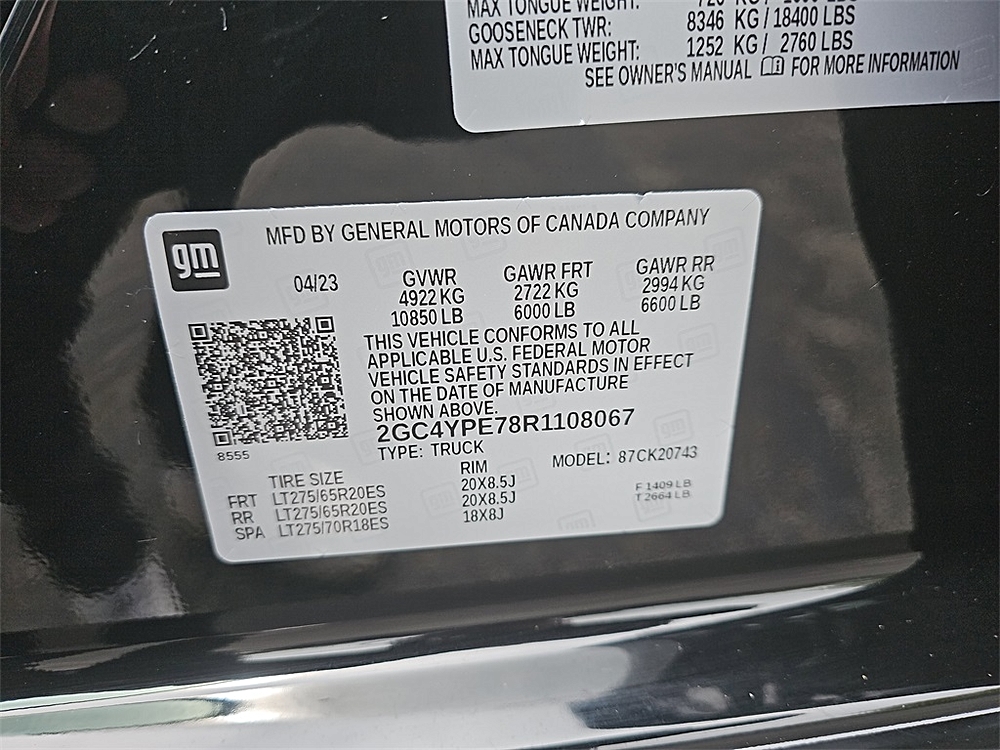 MAX TONGUE WEIGHT:
GOOSENECK TWR: 8346 KG / 18400 LBS
MAX TONGUE WEIGHT: 1252 KG / 2760 LBS
SEE OWNER'S MANUAL FOR MORE INFORMATION
gm
MFD BY GENERAL MOTORS OF CANADA COMPANY
04/23 GVWR GAWR FRT GAWR RR
4922 KG 2722 KG 2994 KG
10850 LB 6000 LB 6600 LB
THIS VEHICLE CONFORMS TO ALL
APPLICABLE U.S. FEDERAL MOTOR
VEHICLE SAFETY STANDARDS IN EFFECT
ON THE DATE OF MANUFACTURE
SHOWN ABOVE.
2GC4YPE78R1108067
8555
TYPE: TRUCK MODEL: 87CK20743
TIRE SIZE RIM
FRT LT275/65R20ES 20X8.5J
RR LT275/65R20ES 20X8.5J
SPA LT275/70R18ES 18X8J
F 1409 LB
T 2664 LB